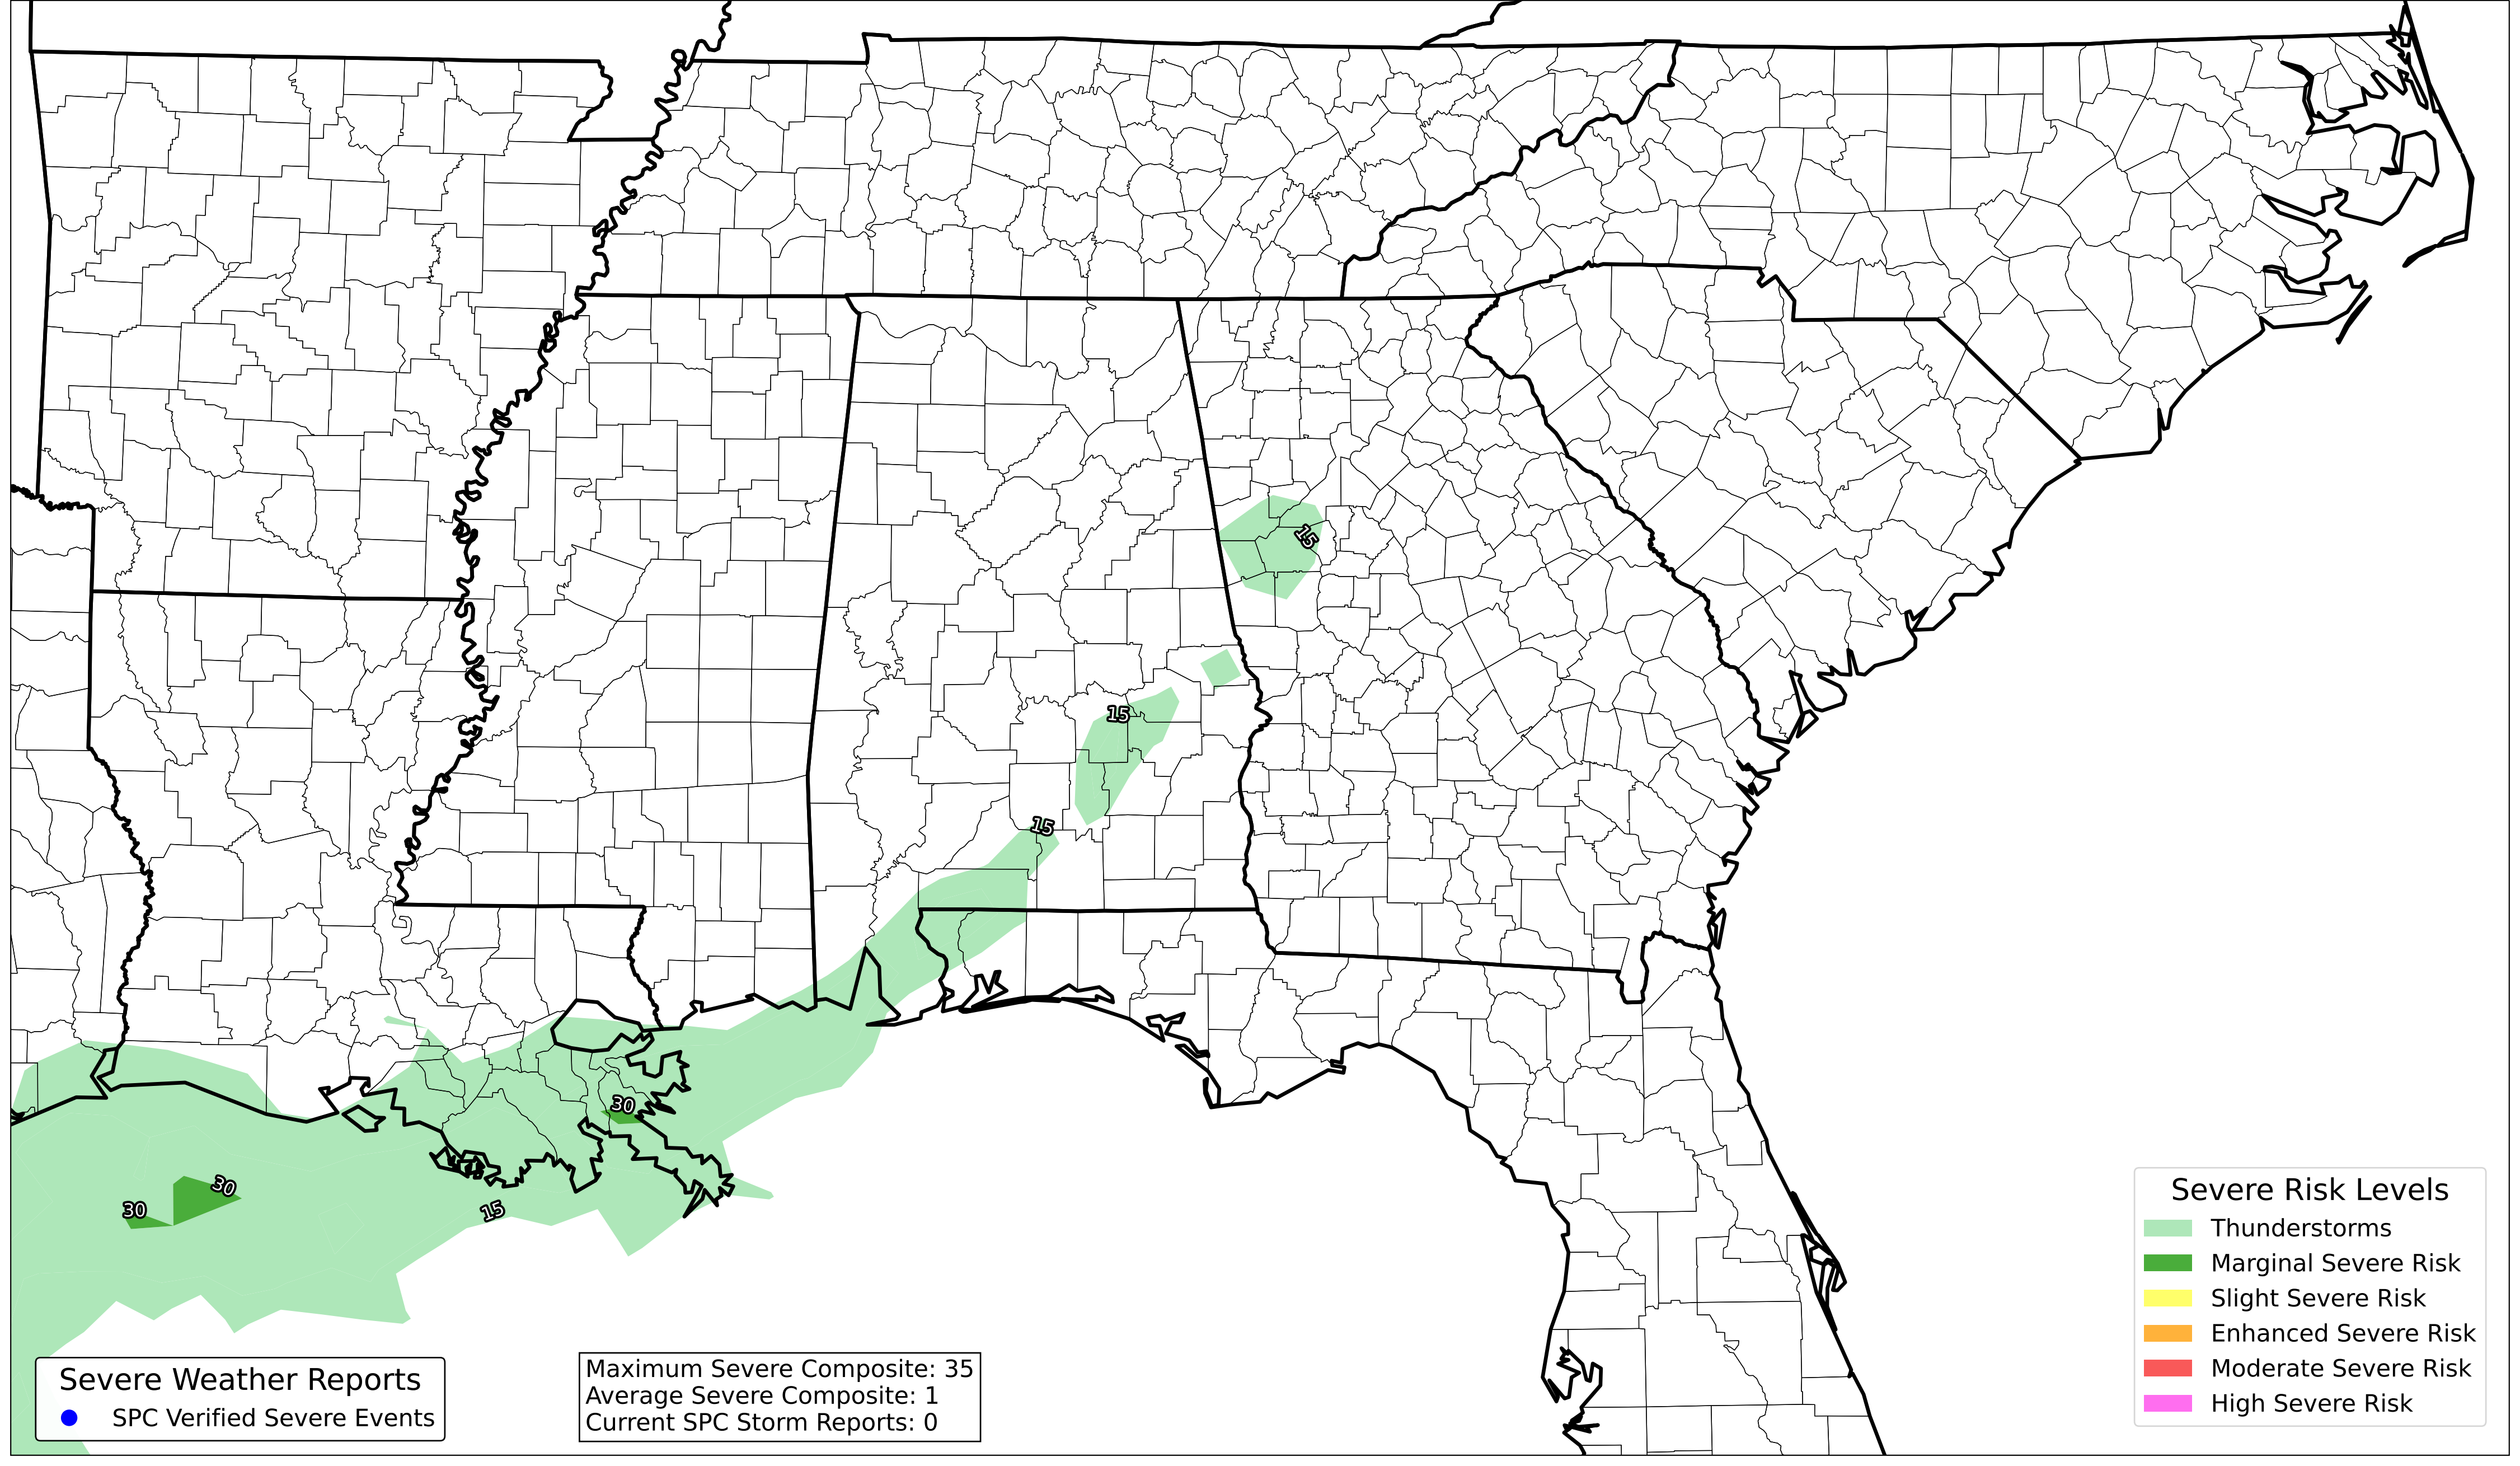 15
15
15
30
30
30
15
Severe Risk Levels
Thunderstorms
Marginal Severe Risk
Slight Severe Risk
Enhanced Severe Risk
Moderate Severe Risk
High Severe Risk
Severe Weather Reports
SPC Verified Severe Events
Maximum Severe Composite: 35
Average Severe Composite: 1
Current SPC Storm Reports: 0